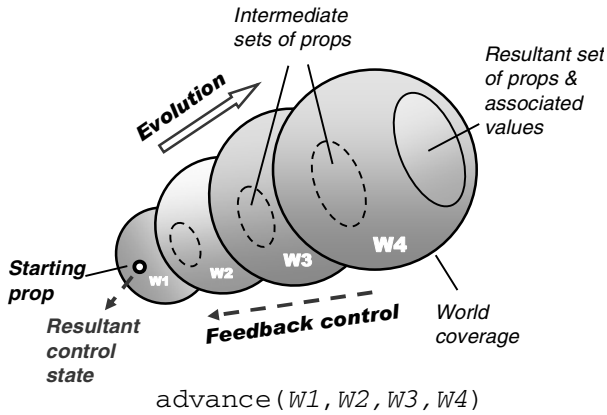 Intermediate
sets of props
Resultant set
of props &
associated
values
Evolution
W4
W3
W2
W1
Starting
prop
Resultant
control
state
Feedback control
World
coverage
advance(W1,W2,W3,W4)